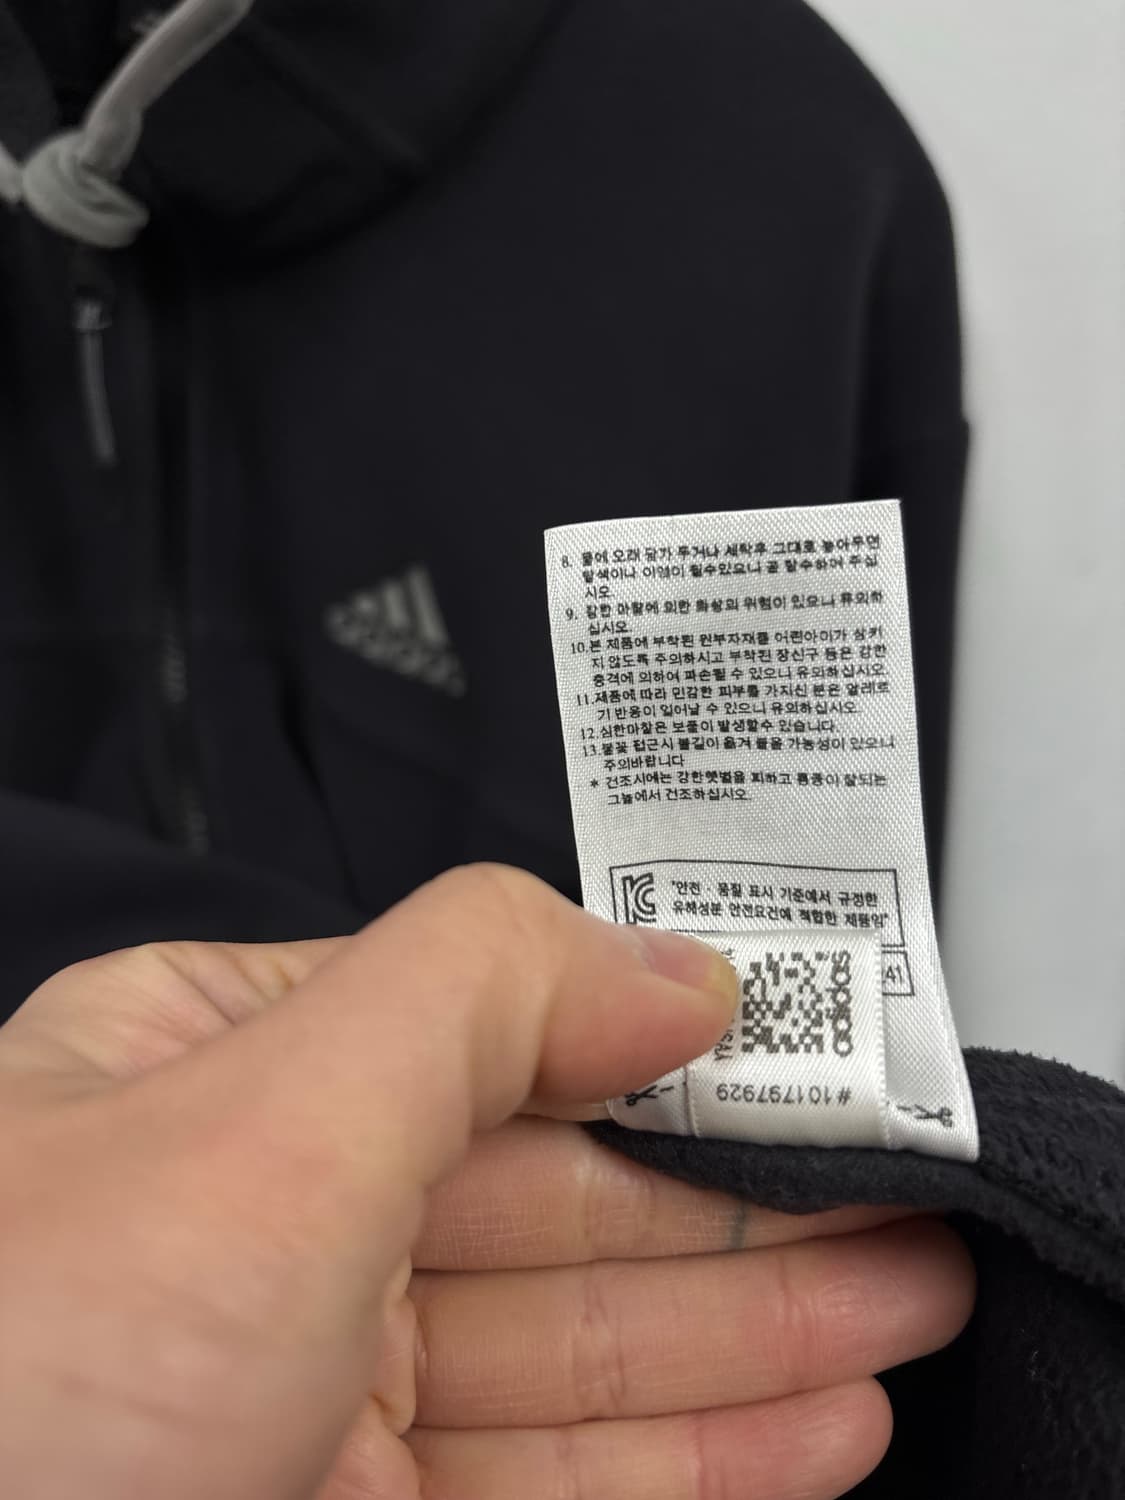 8. 물에 오래 담가 두거나 세탁후 그대로 놓아두면
탈색이나 이염이 될수있으니 곧 탈수하여 주십
시오
9. 강한 마찰에 의한 화상의 위험이 있으니 유의하
십시오.
10.본 제품에 부착된 원부자재를 어린아이가 삼키
지 않도록 주의하시고 부착된 장신구 등은 강한
충격에 의하여 파손될 수 있으니 유의하십시오.
11.제품에 따라 민감한 피부를 가지신 분은 알레르
기 반응이 일어날 수 있으니 유의하십시오.
12.심한마찰은 보풀이 발생할수 있습니다.
13.불꽃 접근시 불길이 옮겨 붙을 가능성이 있으니
주의바랍니다
* 건조시에는 강한햇볕을 피하고 통풍이 잘되는
그늘에서 건조하십시오.
"안전 · 품질 표시 기준에서 규정한
유해성분 안전요건에 적합한 제품임"
41
adidas
#101797929
adidas